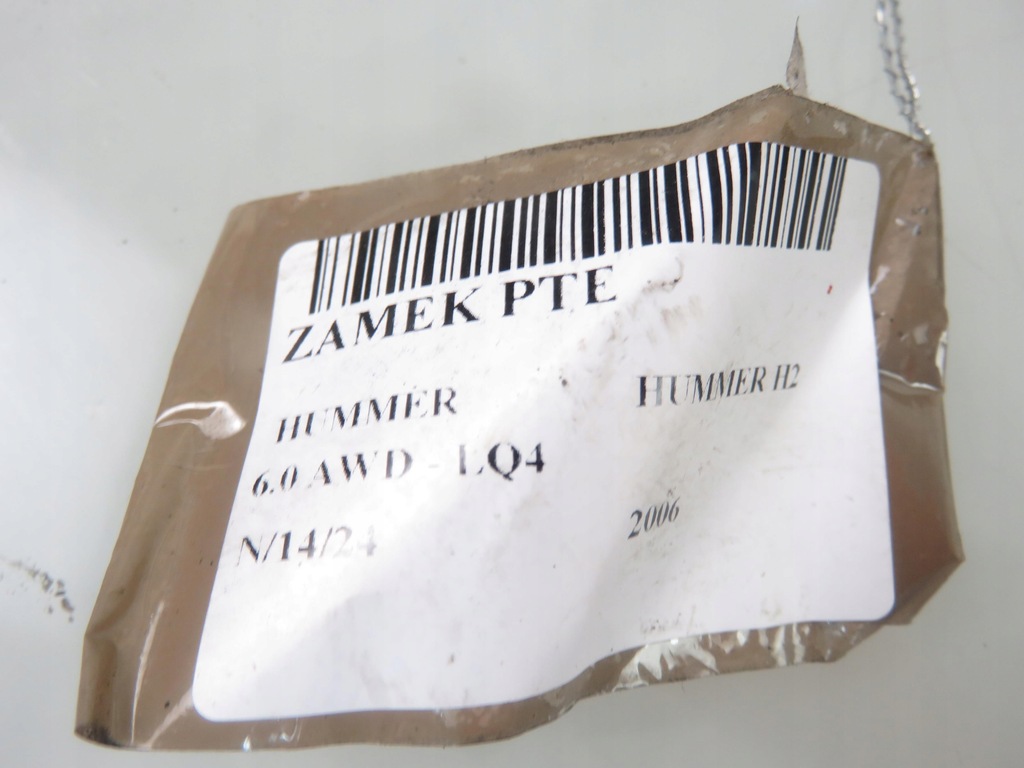 ZAMEK PTE
HUMMER HUMMER H2
6.0 AWD - LQ4
N/14/24 2006